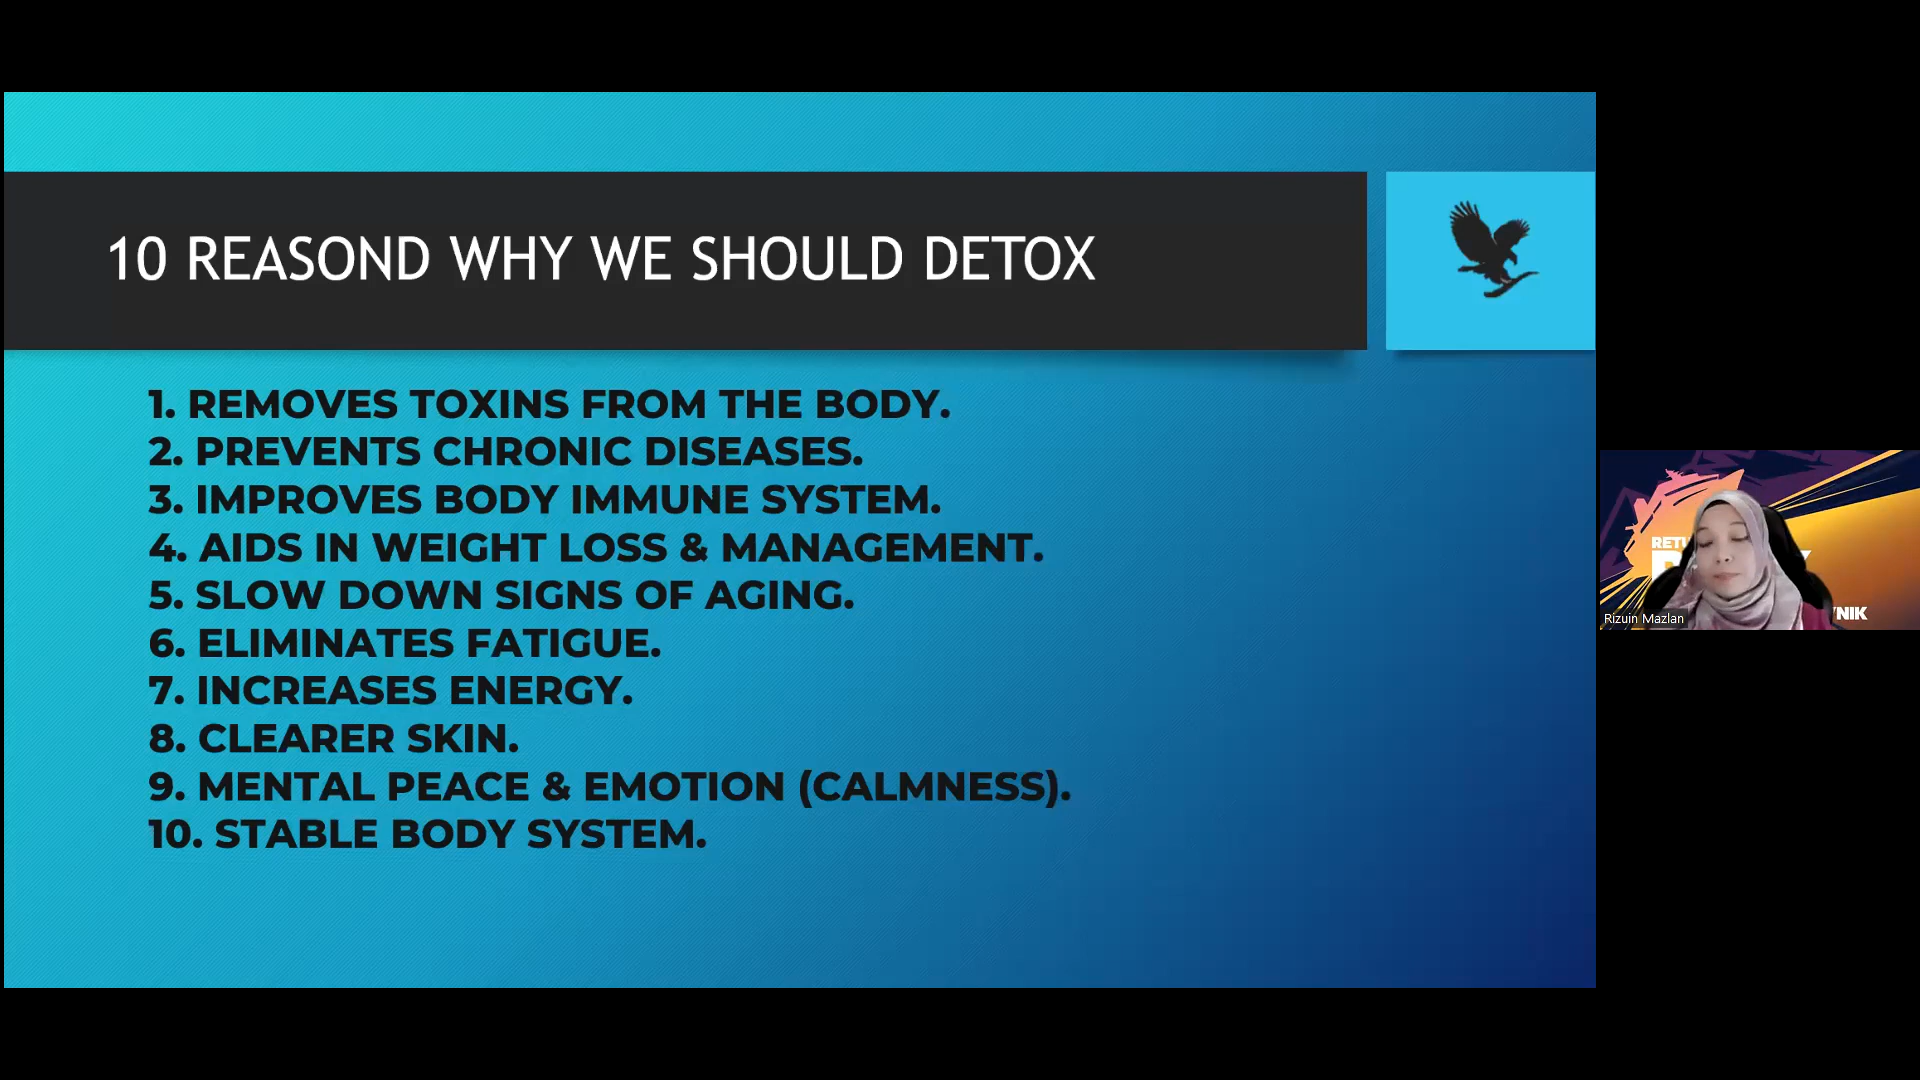 10 REASOND WHY WE SHOULD DETOX
1. REMOVES TOXINS FROM THE BODY.
2. PREVENTS CHRONIC DISEASES.
3. IMPROVES BODY IMMUNE SYSTEM.
4. AIDS IN WEIGHT LOSS & MANAGEMENT.
5. SLOW DOWN SIGNS OF AGING.
6. ELIMINATES FATIGUE.
7. INCREASES ENERGY.
8. CLEARER SKIN.
9. MENTAL PEACE & EMOTION (CALMNESS).
10. STABLE BODY SYSTEM.
Rizuin Mazlan